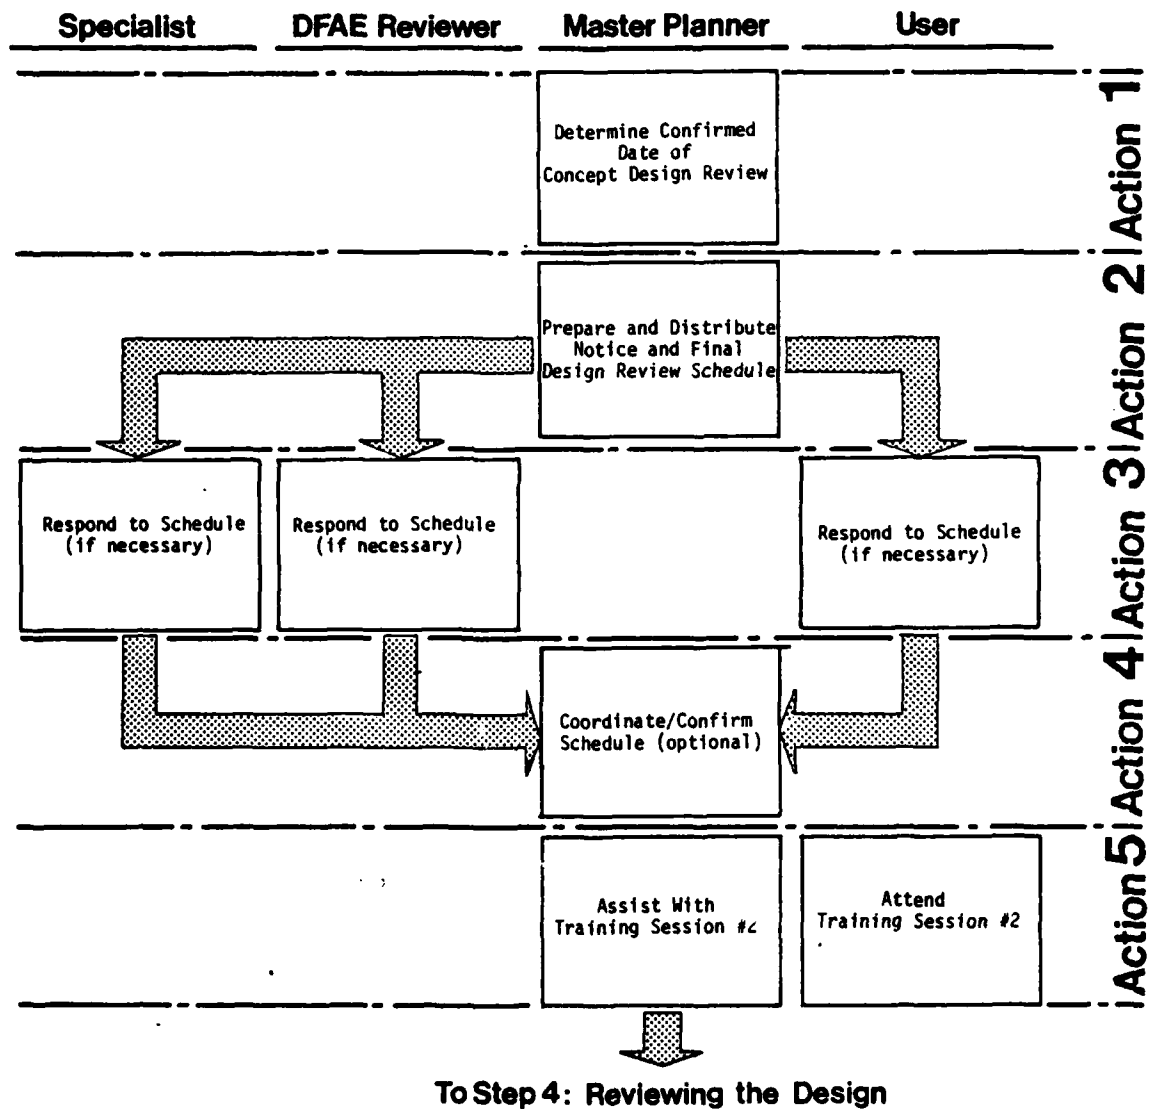 Specialist DFAE Reviewer Master Planner User
Determine Confirmed
Date of
Concept Design Review
Action 1
Prepare and Distribute
Notice and Final
Design Review Schedule
Action 2
Respond to Schedule
(if necessary)
Respond to Schedule
(if necessary)
Respond to Schedule
(if necessary)
Action 3
Coordinate/Confirm
Schedule (optional)
Action 4
Assist With
Training Session #2
Attend
Training Session #2
Action 5
To Step 4: Reviewing the Design